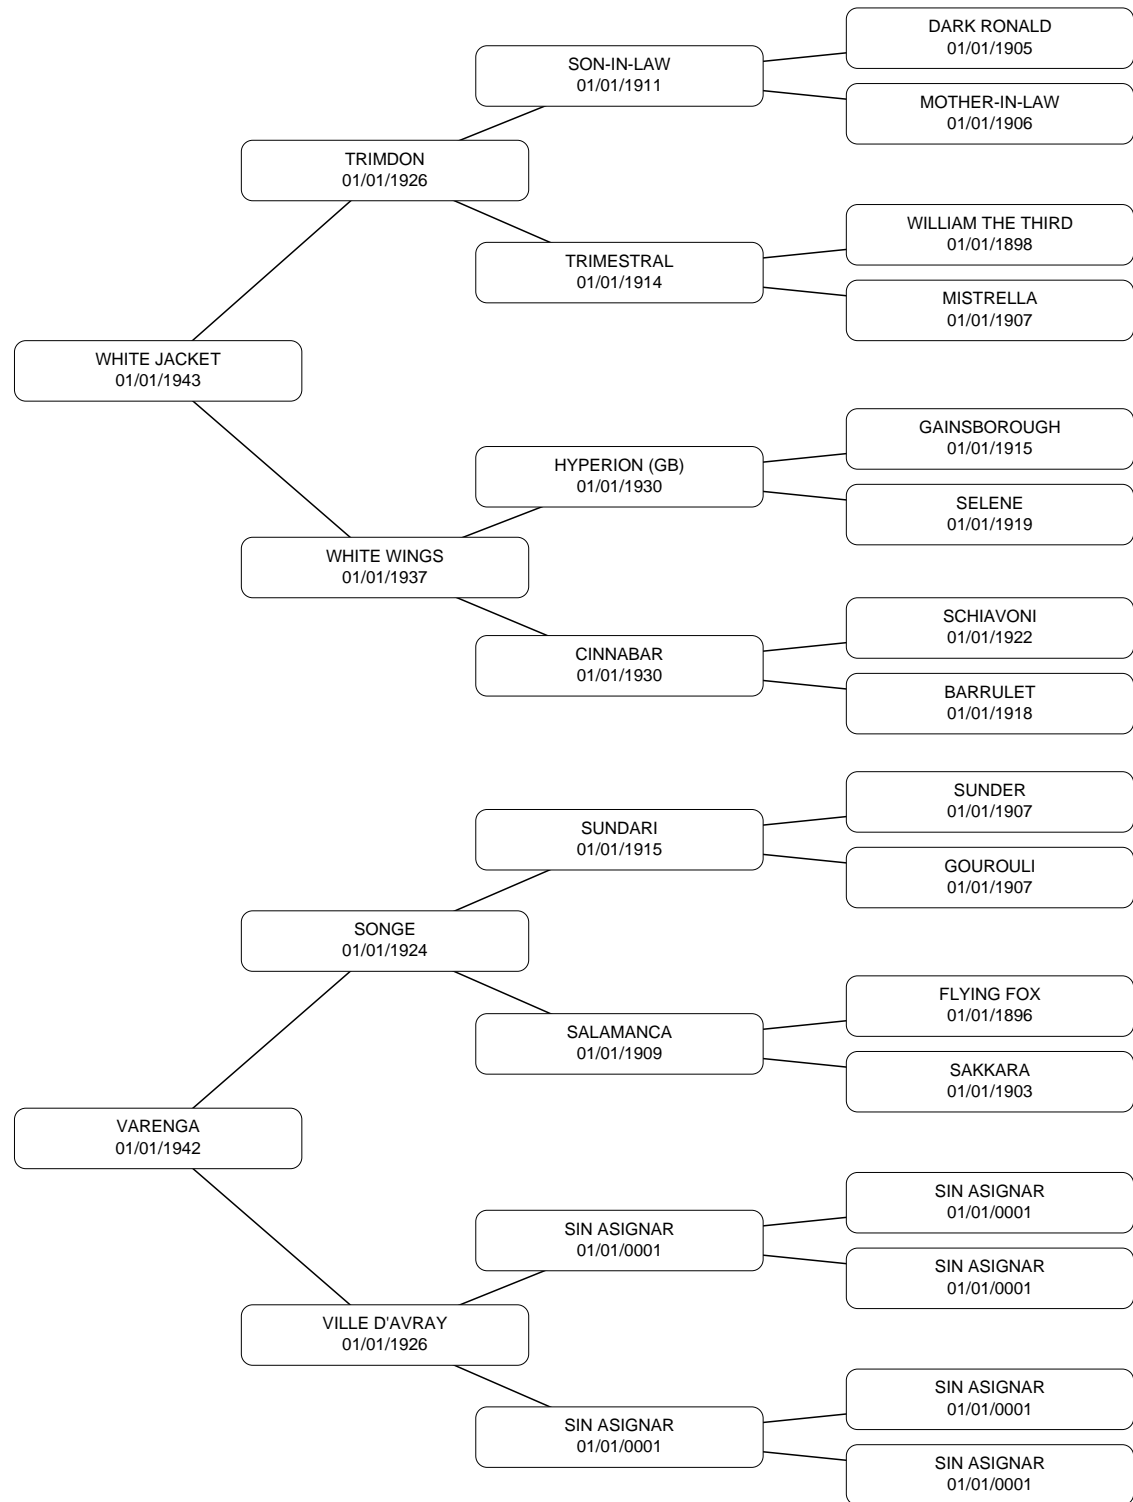 DARK RONALD
01/01/1905
SON-IN-LAW
01/01/1911
MOTHER-IN-LAW
01/01/1906
TRIMDON
01/01/1926
WILLIAM THE THIRD
01/01/1898
TRIMESTRAL
01/01/1914
MISTRELLA
01/01/1907
WHITE JACKET
01/01/1943
GAINSBOROUGH
01/01/1915
HYPERION (GB)
01/01/1930
SELENE
01/01/1919
WHITE WINGS
01/01/1937
SCHIAVONI
01/01/1922
CINNABAR
01/01/1930
BARRULET
01/01/1918
SUNDER
01/01/1907
SUNDARI
01/01/1915
GOUROULI
01/01/1907
SONGE
01/01/1924
FLYING FOX
01/01/1896
SALAMANCA
01/01/1909
SAKKARA
01/01/1903
VARENGA
01/01/1942
SIN ASIGNAR
01/01/0001
SIN ASIGNAR
01/01/0001
SIN ASIGNAR
01/01/0001
VILLE D'AVRAY
01/01/1926
SIN ASIGNAR
01/01/0001
SIN ASIGNAR
01/01/0001
SIN ASIGNAR
01/01/0001